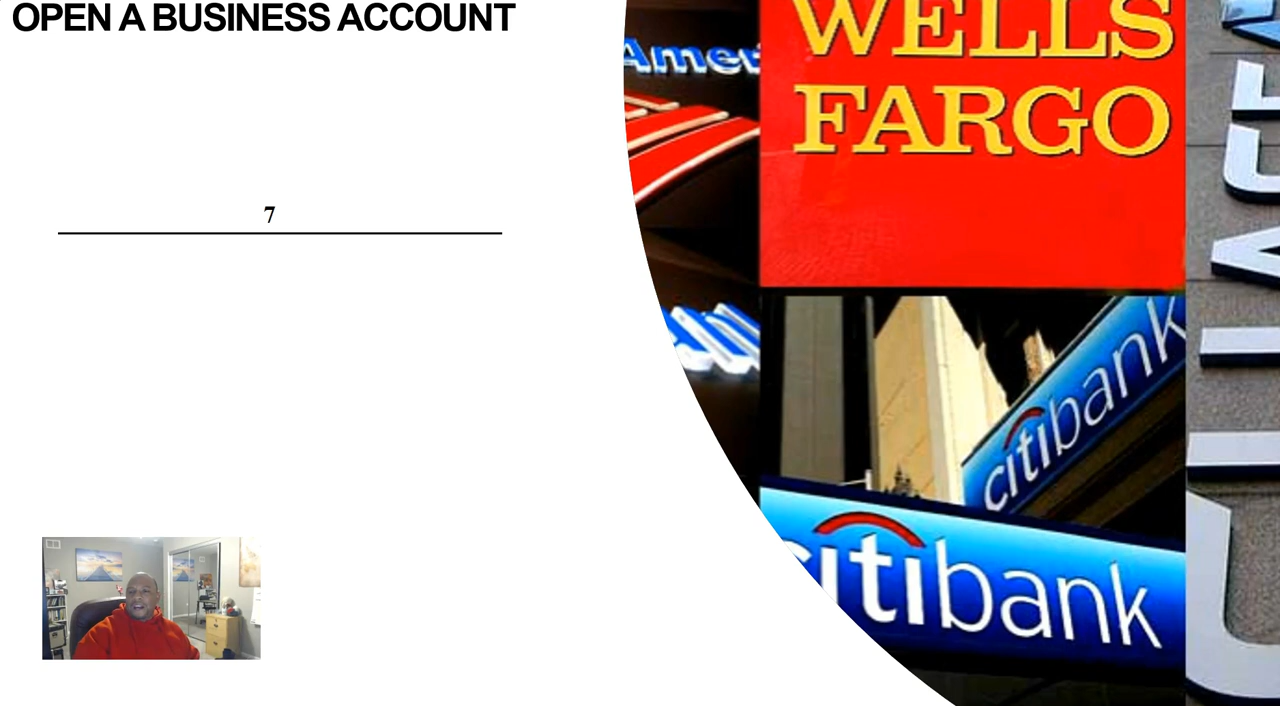 OPEN A BUSINESS ACCOUNT
7
Amer
WELLS
FARGO
citibank
citibank